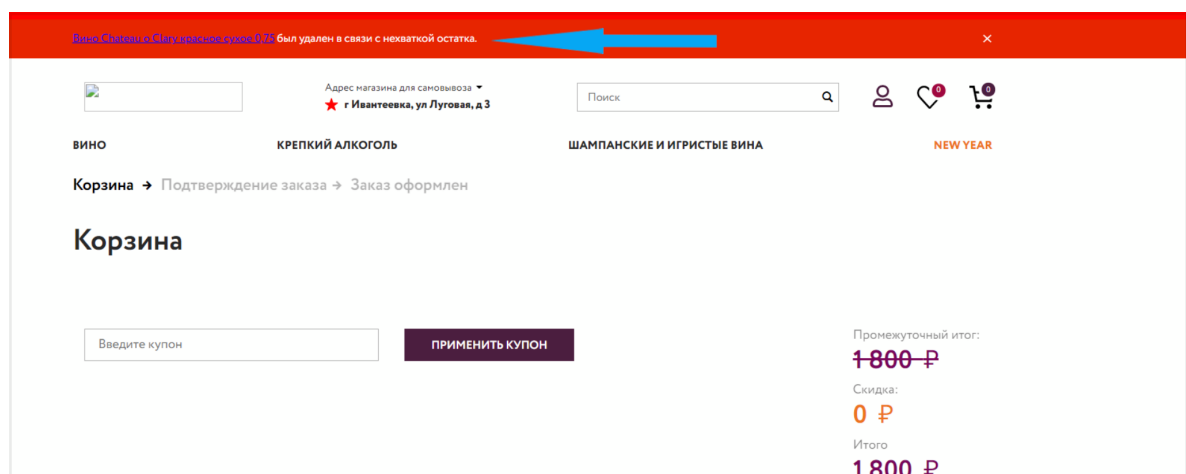 Вино Chateau o Clary красное сухое 0,75 был удален в связи с нехваткой остатка. ×
Адрес магазина для самовывоза
г Ивантеевка, ул Луговая, д 3
Поиск
0
0
ВИНО КРЕПКИЙ АЛКОГОЛЬ ШАМПАНСКИЕ И ИГРИСТЫЕ ВИНА NEW YEAR
Корзина → Подтверждение заказа → Заказ оформлен
Корзина
Введите купон
ПРИМЕНИТЬ КУПОН
Промежуточный итог:
1 800 ₽
Скидка:
0 ₽
Итого
1 800 ₽